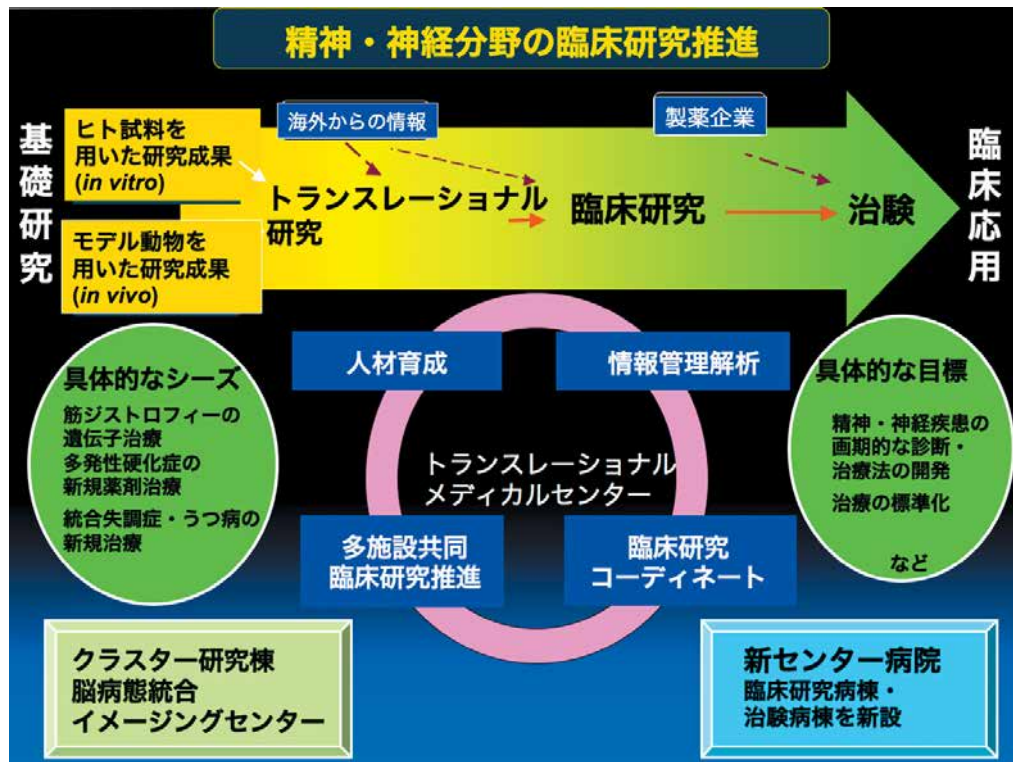 精神・神経分野の臨床研究推進
基礎研究
ヒト試料を
用いた研究成果
(in vitro)
モデル動物を
用いた研究成果
(in vivo)
海外からの情報
製薬企業
トランスレーショナル
研究
臨床研究
治験
臨床応用
具体的なシーズ
筋ジストロフィーの
遺伝子治療
多発性硬化症の
新規薬剤治療
統合失調症・うつ病の
新規治療
人材育成
情報管理解析
トランスレーショナル
メディカルセンター
多施設共同
臨床研究推進
臨床研究
コーディネート
具体的な目標
精神・神経疾患の
画期的な診断・
治療法の開発
治療の標準化
など
クラスター研究棟
脳病態統合
イメージングセンター
新センター病院
臨床研究病棟・
治験病棟を新設